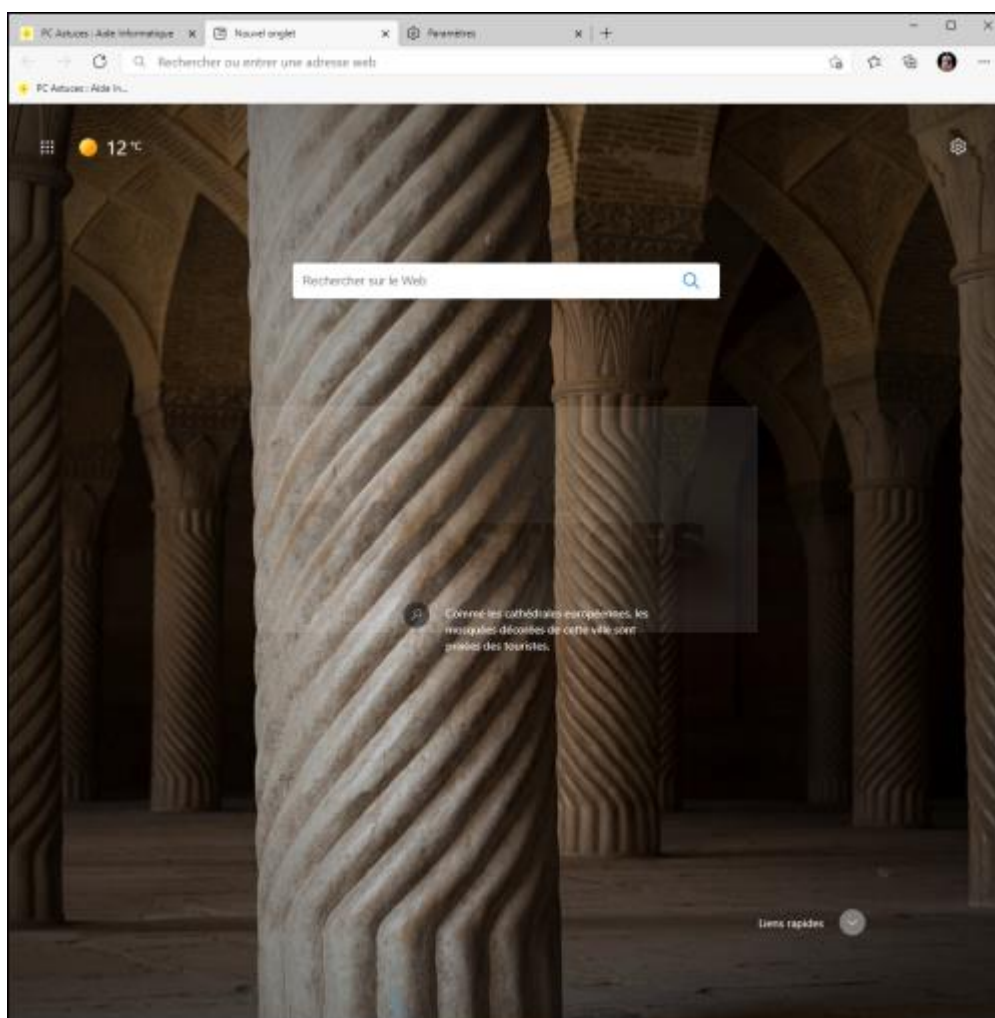 PC Astuces : Aide Informatique
Nouvel onglet
Paramètres
Rechercher ou entrer une adresse web
PC Astuces : Aide In...
12 °C
Rechercher sur le Web
Comme les cathédrales européennes, les
mosquées décorées de cette ville sont
prisées des touristes.
Liens rapides